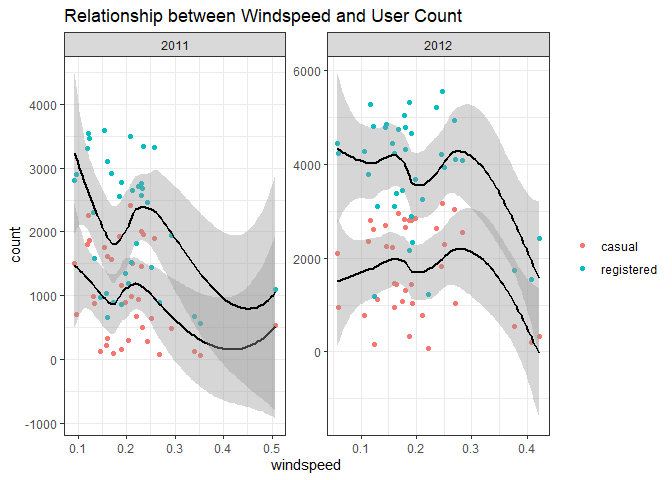 Relationship between Windspeed and User Count
2011
2012
count
4000
3000
2000
1000
0
-1000
6000
4000
2000
0
0.1 0.2 0.3 0.4 0.5
0.1 0.2 0.3 0.4
windspeed
casual
registered